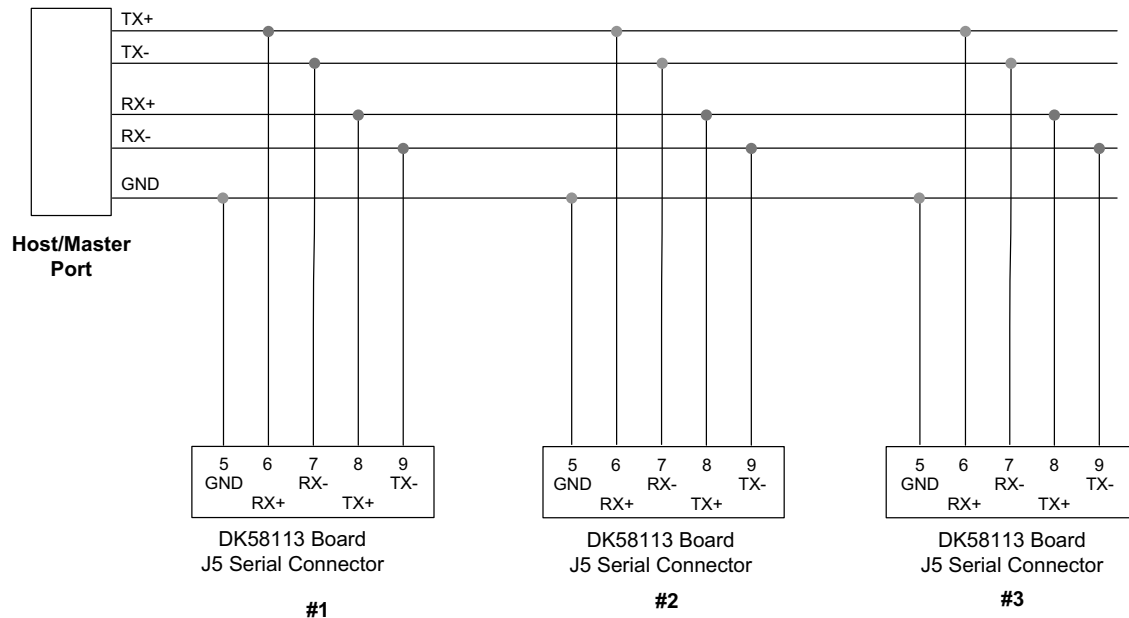 TX+
TX-
RX+
RX-
GND
Host/Master
Port
5 6 7 8 9
GND RX- TX-
RX+ TX+
DK58113 Board
J5 Serial Connector
#1
5 6 7 8 9
GND RX- TX-
RX+ TX+
DK58113 Board
J5 Serial Connector
#2
5 6 7 8 9
GND RX- TX-
RX+ TX+
DK58113 Board
J5 Serial Connector
#3